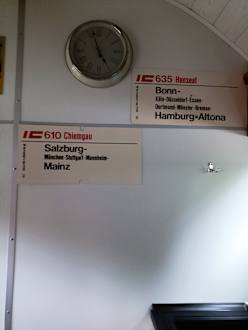 IC 635 Hanseat
Bonn-
Köln-Düsseldorf-Essen-
Dortmund-Münster-Bremen-
Hamburg-Altona
IC 610 Chiemgau
Salzburg-
München-Stuttgart-Mannheim-
Mainz